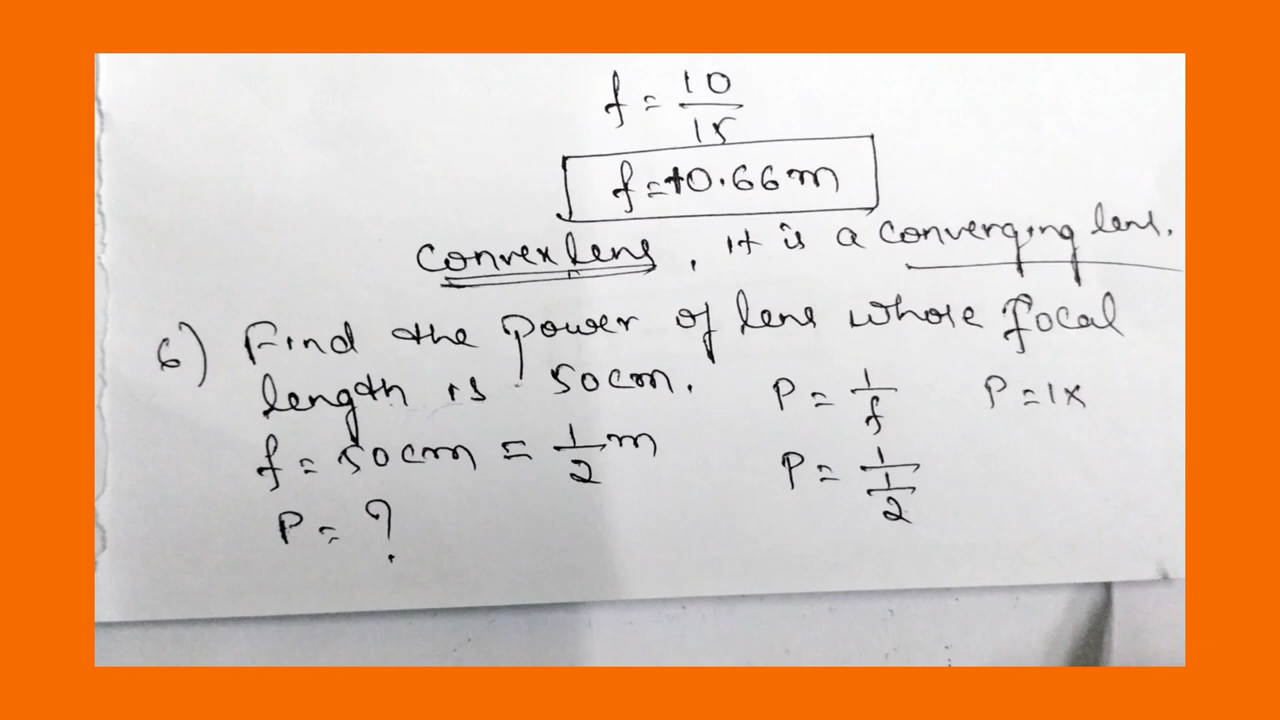 f = 10/15
f = +0.66m
Convex lens, it is a converging lens.
6) Find the power of lens whose focal
length is 50cm.
f = 50cm = 1/2 m
P = ?
P = 1/f
P = 1/(1/2)
P = 1x